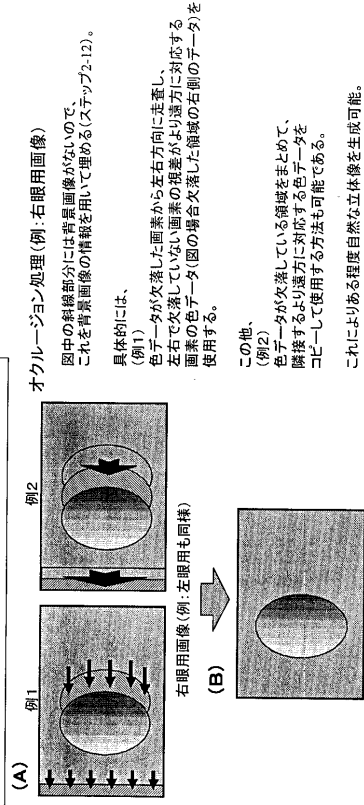 (A)
例1
例2
右眼用画像(例:左眼用も同様)
(B)
オクルージョン処理(例:右眼用画像)
図中の斜線部分には背景画像がないので、
これを背景画像の情報を用いて埋める(ステップ2-12)。
具体的には、
(例1)
色データが欠落した画素から左右方向に走査し、
左右で欠落していない画素の視差がより遠方に対応する
画素の色データ(図の場合欠落した領域の右側のデータ)を
使用する。
この他、
(例2)
色データが欠落している領域をまとめて、
隣接するより遠方に対応する色データを
コピーして使用する方法も可能である。
これによりある程度自然な立体像を生成可能。